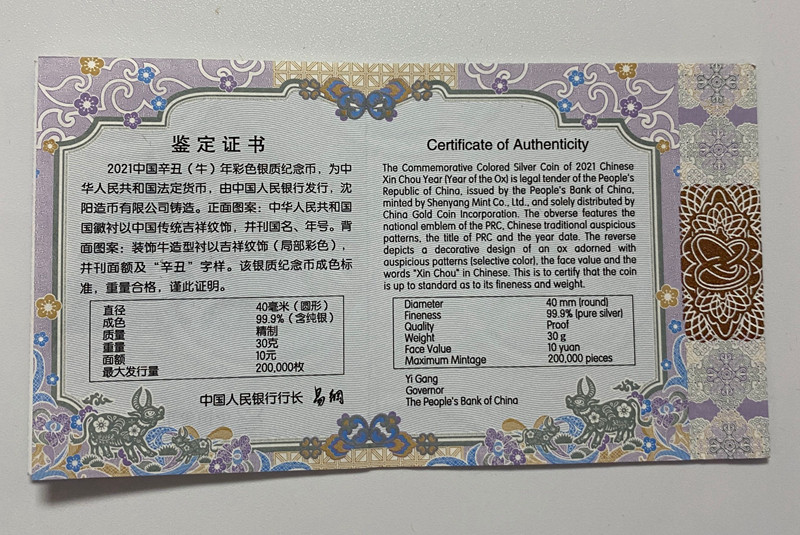 鉴定证书
2021中国辛丑（牛）年彩色银质纪念币，为中
华人民共和国法定货币，由中国人民银行发行，沈
阳造币有限公司铸造。正面图案：中华人民共和国
国徽衬以中国传统吉祥纹饰，并刊国名、年号。背
面图案：装饰牛造型衬以吉祥纹饰（局部彩色），
并刊面额及“辛丑”字样。该银质纪念币成色标
准，重量合格，谨此证明。
直径 40毫米（圆形）
成色 99.9%（含纯银）
质量 精制
重量 30克
面额 10元
最大发行量 200,000枚
中国人民银行行长 易纲
Certificate of Authenticity
The Commemorative Colored Silver Coin of 2021 Chinese
Xin Chou Year (Year of the Ox) is legal tender of the People's
Republic of China, issued by the People's Bank of China,
minted by Shenyang Mint Co., Ltd., and solely distributed by
China Gold Coin Incorporation. The obverse features the
national emblem of the PRC, Chinese traditional auspicious
patterns, the title of PRC and the year date. The reverse
depicts a decorative design of an ox adorned with
auspicious patterns (selective color), the face value and the
words "Xin Chou" in Chinese. This is to certify that the coin
is up to standard as to its fineness and weight.
Diameter 40 mm (round)
Fineness 99.9% (pure silver)
Quality Proof
Weight 30 g
Face Value 10 yuan
Maximum Mintage 200,000 pieces
Yi Gang
Governor
The People's Bank of China